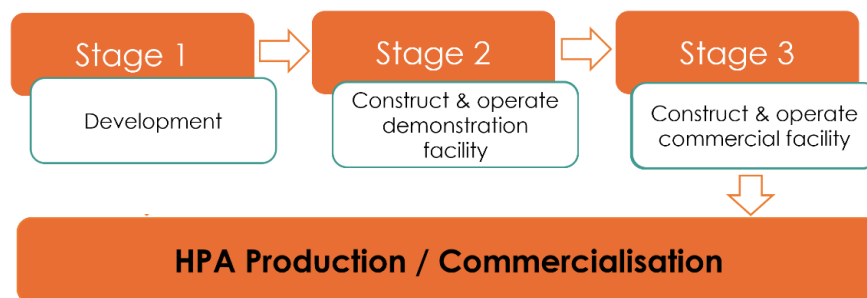 Stage 1
Stage 2
Stage 3
Development
Construct & operate
demonstration
facility
Construct & operate
commercial facility
HPA Production / Commercialisation